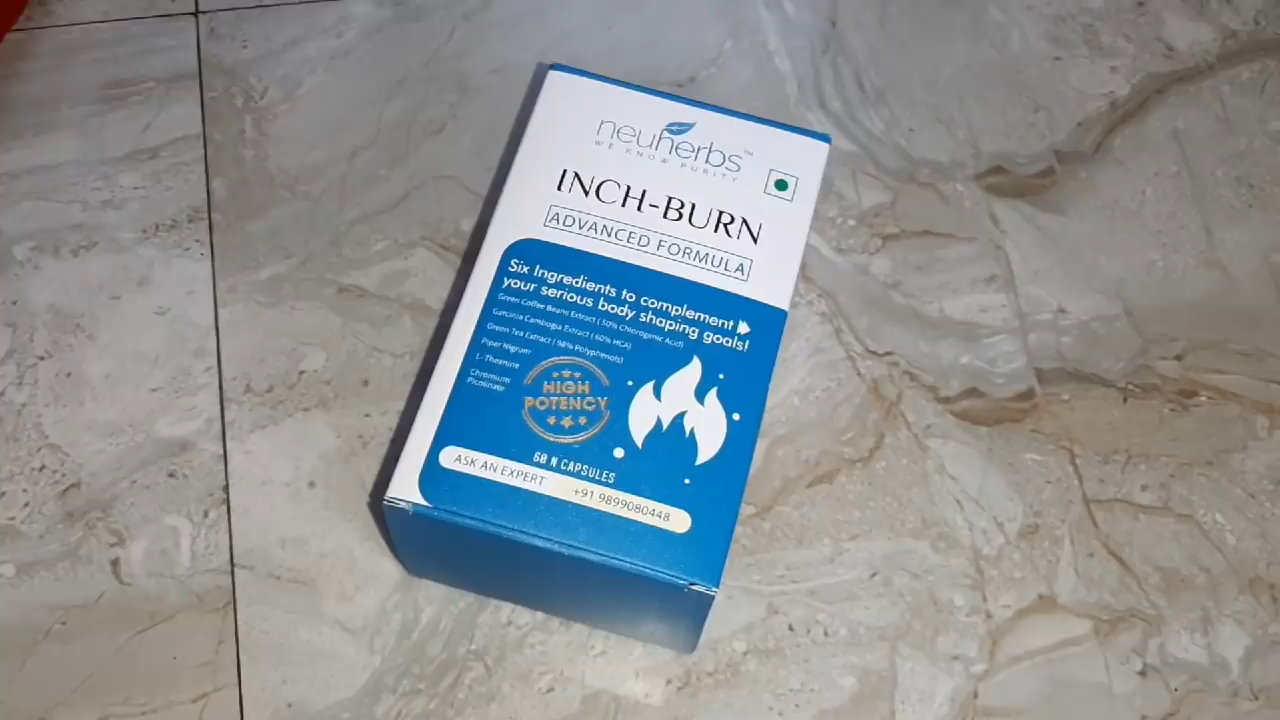 neuherbs™
WE KNOW PURITY
INCH-BURN
ADVANCED FORMULA
Six Ingredients to complement
your serious body shaping goals!
Green Coffee Beans Extract ( 50% Chlorogenic Acid)
Garcinia Cambogia Extract ( 60% HCA)
Green Tea Extract ( 98% Polyphenols)
Piper Nigrum
L-Theanine
Chromium
Picolinate
HIGH
POTENCY
60 N CAPSULES
ASK AN EXPERT +91 9899080448